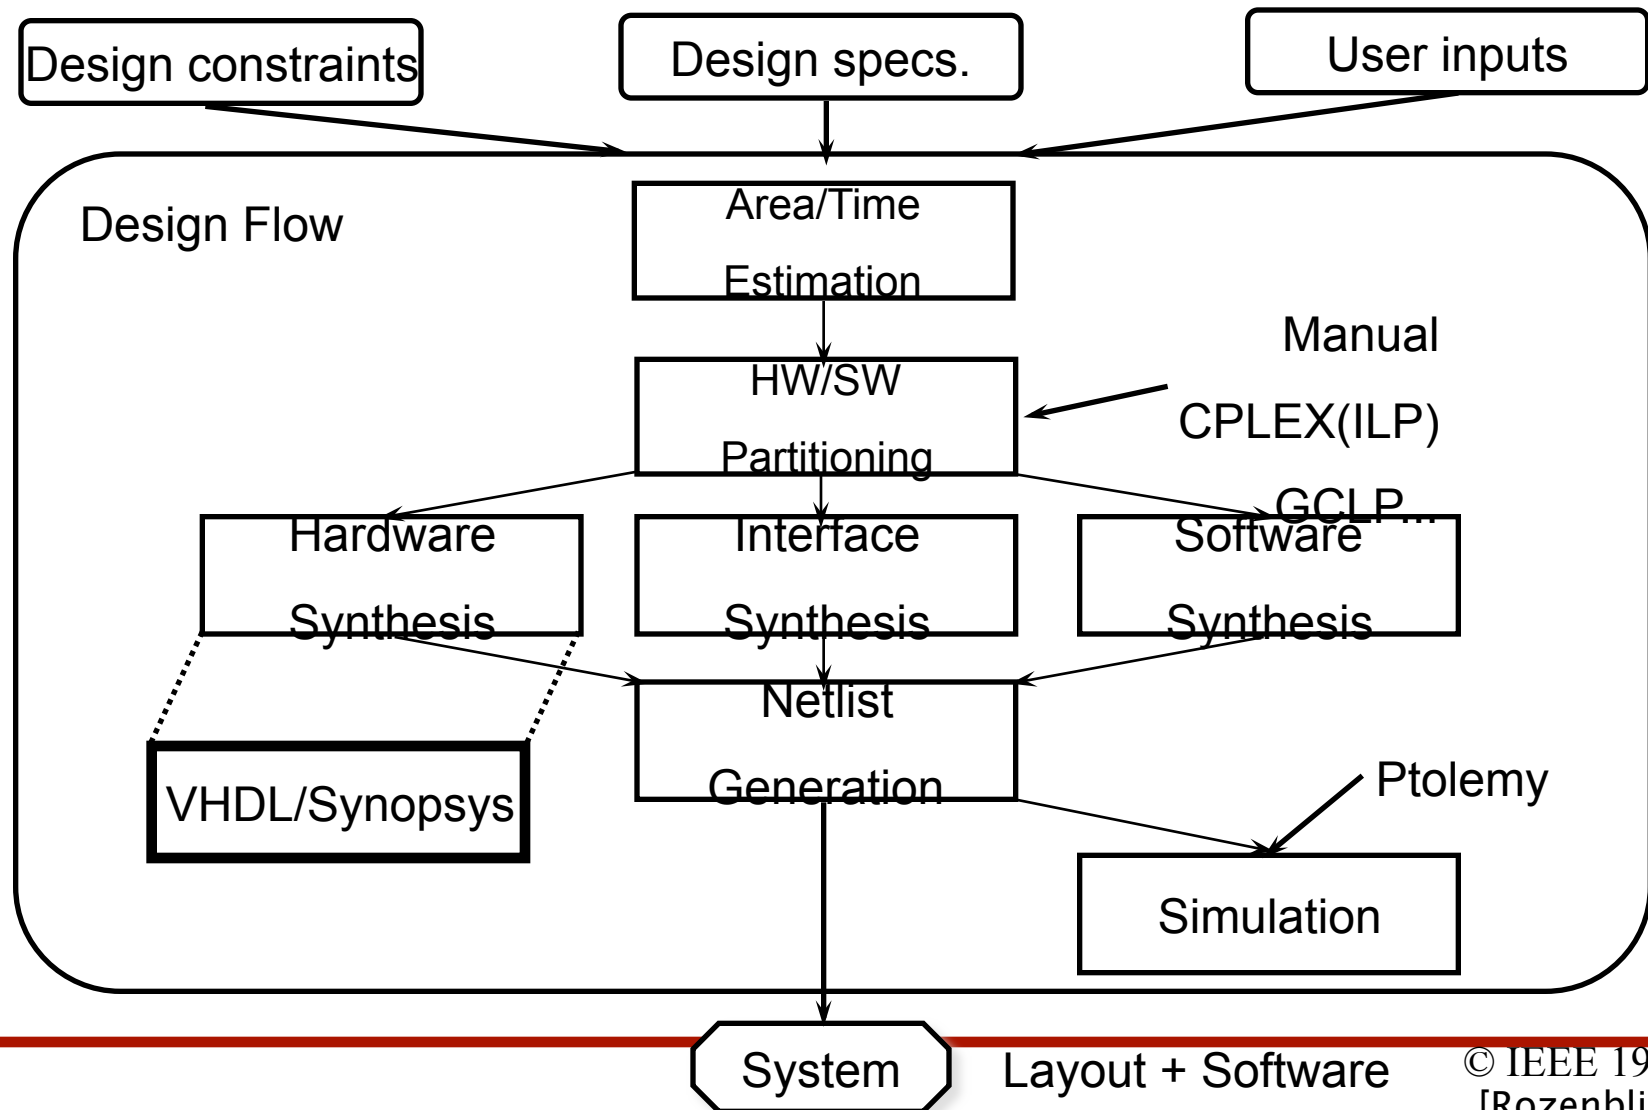 Design constraints
Design specs.
User inputs
Design Flow
Area/Time
Estimation
Manual
CPLEX(ILP)
GCLP...
HW/SW
Partitioning
Hardware
Synthesis
Interface
Synthesis
Software
Synthesis
Netlist
Generation
VHDL/Synopsys
Ptolemy
Simulation
System
Layout + Software
© IEEE 19
[Rozenbli